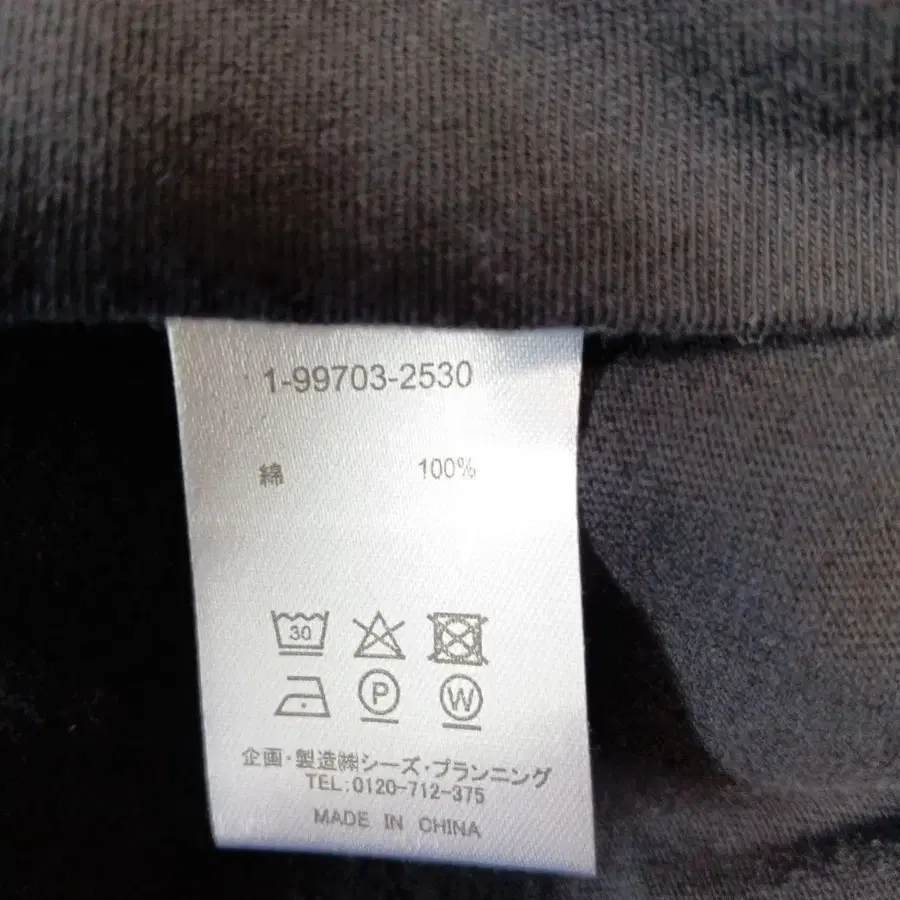 1-99703-2530
綿 100%
30
P W
企画・製造㈱シーズ・プランニング
TEL:0120-712-375
MADE IN CHINA